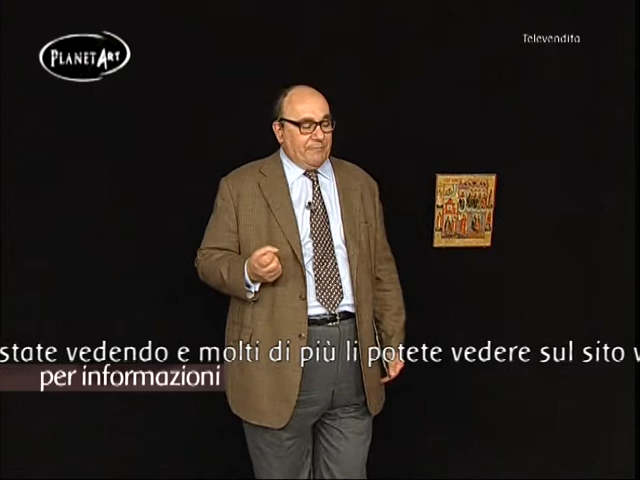 PLANETART
Televendita
state vedendo e molti di più li potete vedere sul sito
per informazioni